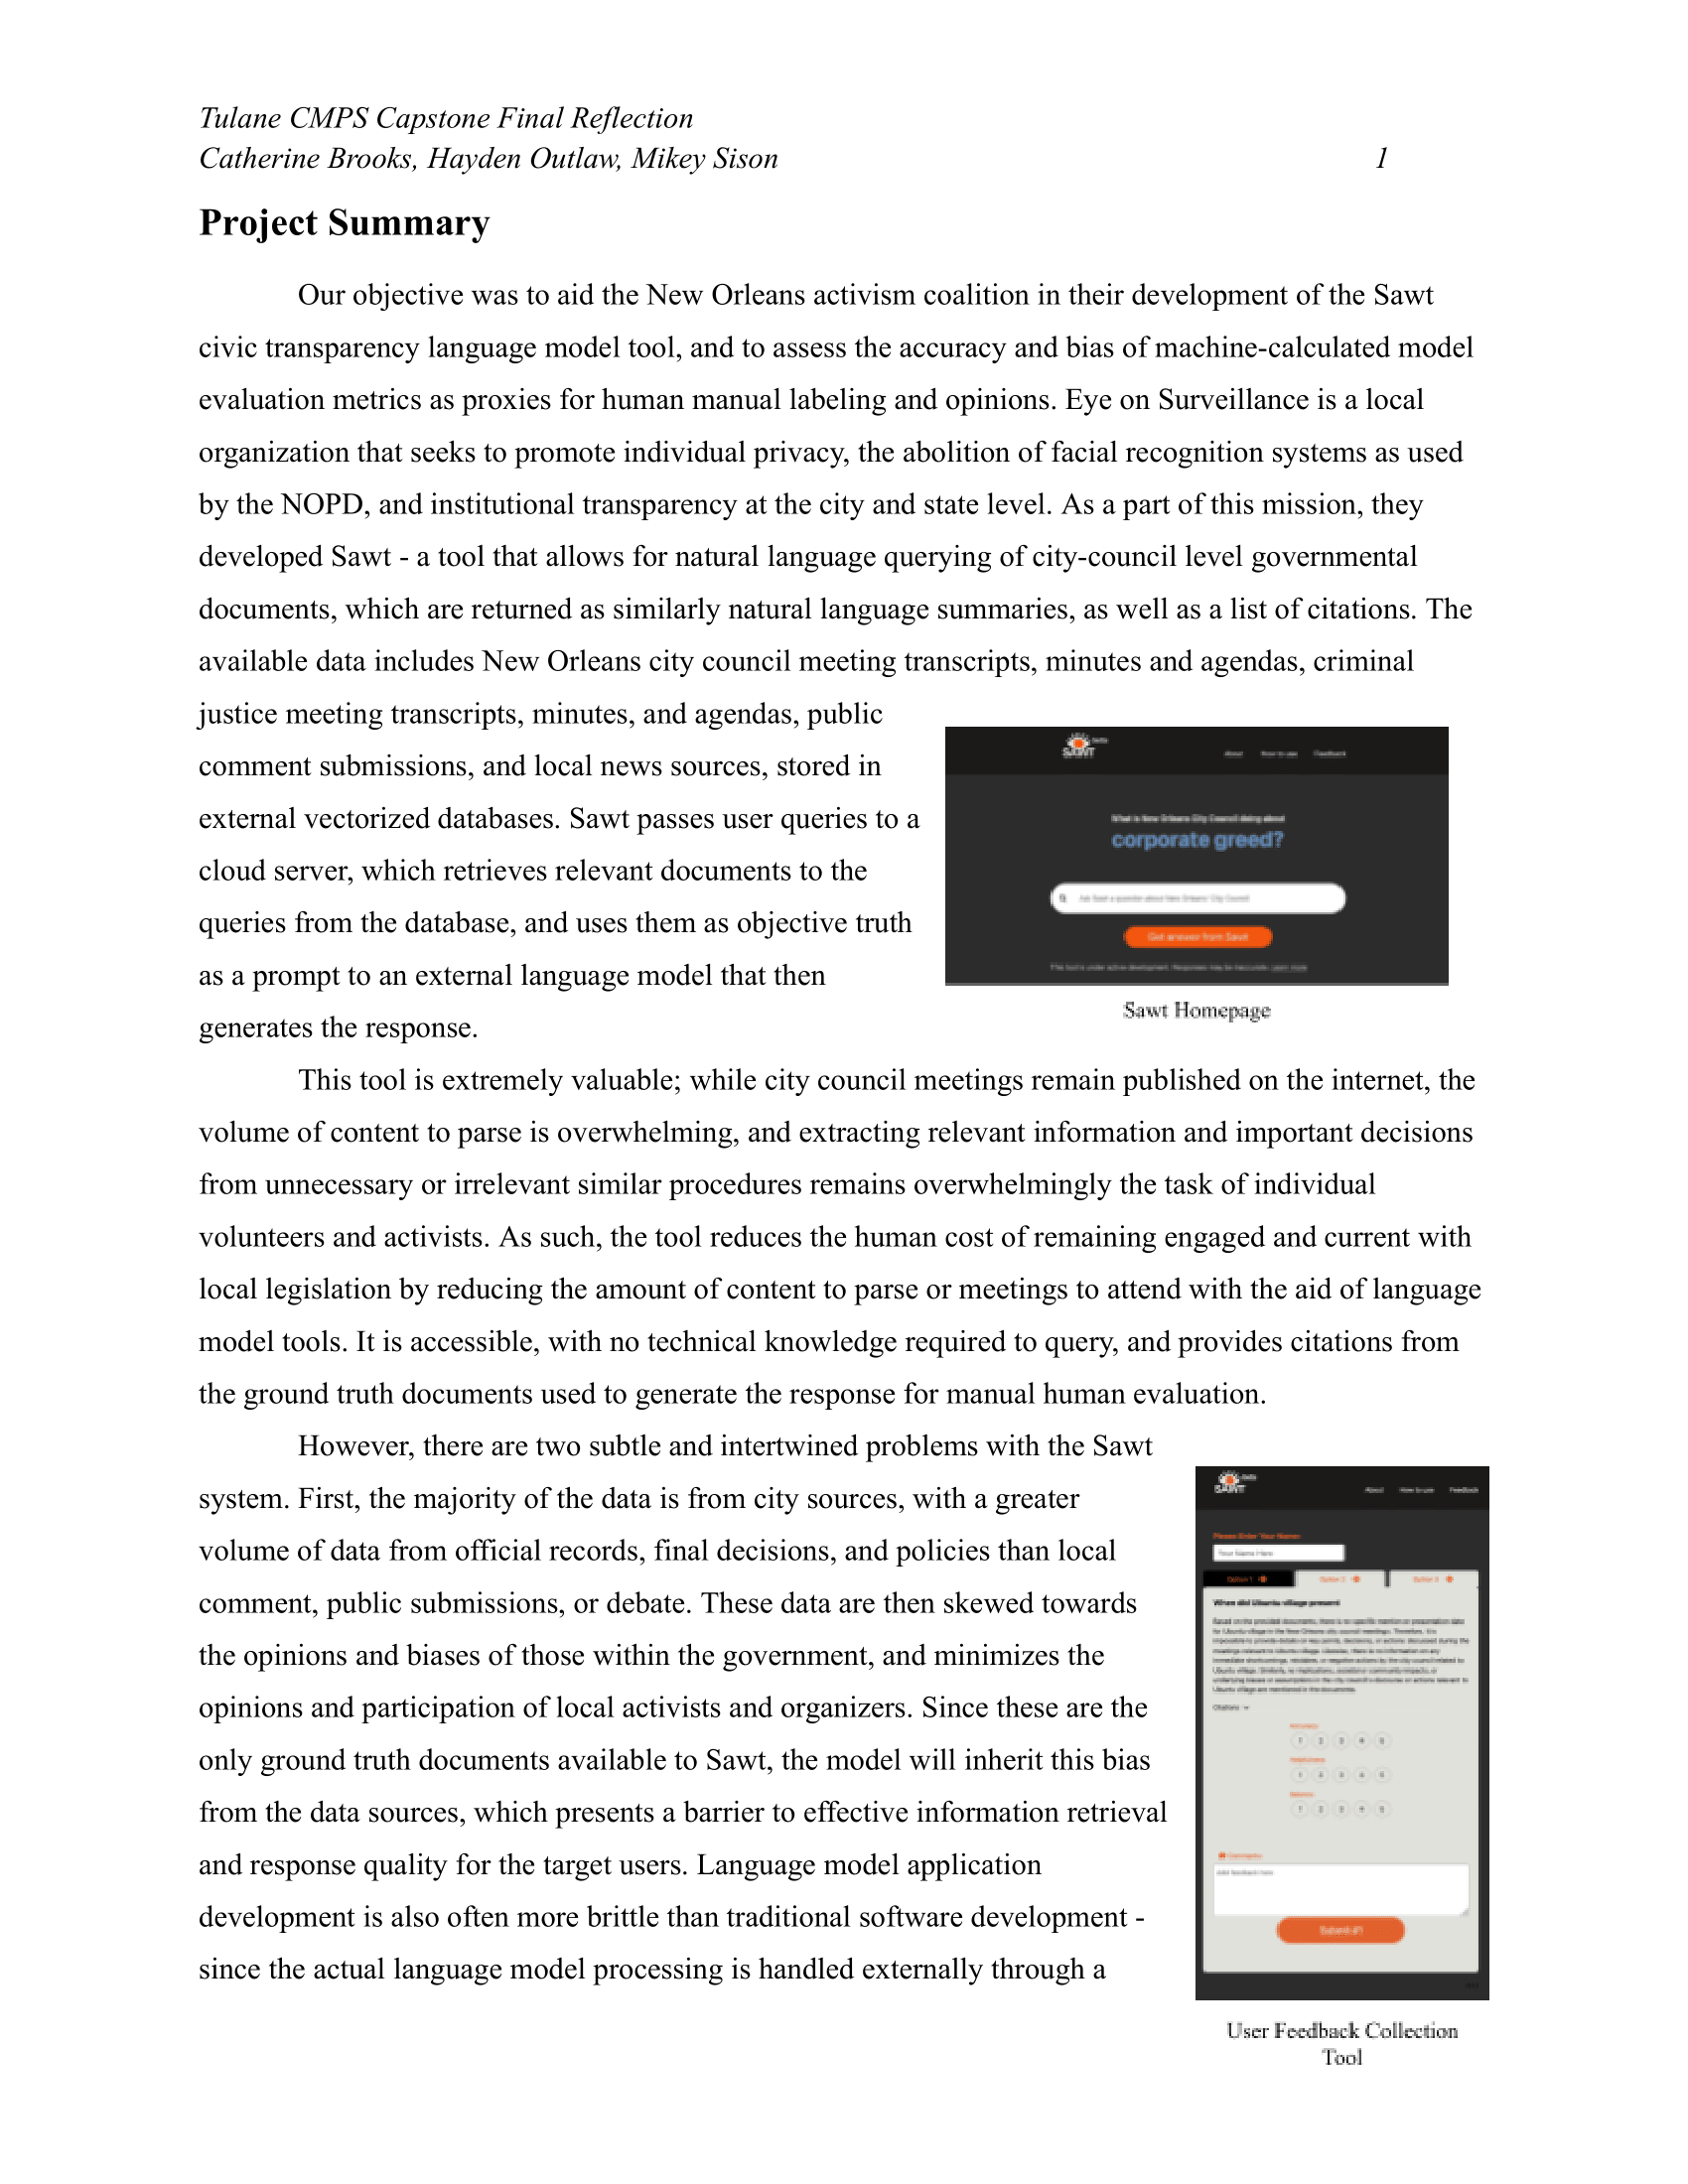 Tulane CMPS Capstone Final Reflection
Catherine Brooks, Hayden Outlaw, Mikey Sison 1
Project Summary
Our objective was to aid the New Orleans activism coalition in their development of the Sawt
civic transparency language model tool, and to assess the accuracy and bias of machine-calculated model
evaluation metrics as proxies for human manual labeling and opinions. Eye on Surveillance is a local
organization that seeks to promote individual privacy, the abolition of facial recognition systems as used
by the NOPD, and institutional transparency at the city and state level. As a part of this mission, they
developed Sawt - a tool that allows for natural language querying of city-council level governmental
documents, which are returned as similarly natural language summaries, as well as a list of citations. The
available data includes New Orleans city council meeting transcripts, minutes and agendas, criminal
justice meeting transcripts, minutes, and agendas, public
comment submissions, and local news sources, stored in
external vectorized databases. Sawt passes user queries to a
cloud server, which retrieves relevant documents to the
queries from the database, and uses them as objective truth
as a prompt to an external language model that then
generates the response.
SAWT
About How to use Feedback
What is New Orleans City Council doing about
corporate greed?
Ask Sawt a question about New Orleans' City Council
Get answer from Sawt
This tool is under active development. Responses may be inaccurate. Learn more
Sawt Homepage
This tool is extremely valuable; while city council meetings remain published on the internet, the
volume of content to parse is overwhelming, and extracting relevant information and important decisions
from unnecessary or irrelevant similar procedures remains overwhelmingly the task of individual
volunteers and activists. As such, the tool reduces the human cost of remaining engaged and current with
local legislation by reducing the amount of content to parse or meetings to attend with the aid of language
model tools. It is accessible, with no technical knowledge required to query, and provides citations from
the ground truth documents used to generate the response for manual human evaluation.
However, there are two subtle and intertwined problems with the Sawt
system. First, the majority of the data is from city sources, with a greater
volume of data from official records, final decisions, and policies than local
comment, public submissions, or debate. These data are then skewed towards
the opinions and biases of those within the government, and minimizes the
opinions and participation of local activists and organizers. Since these are the
only ground truth documents available to Sawt, the model will inherit this bias
from the data sources, which presents a barrier to effective information retrieval
and response quality for the target users. Language model application
development is also often more brittle than traditional software development -
since the actual language model processing is handled externally through a
SAWT
About How to use Feedback
Please Enter Your Name:
Your Name Here
Option 1 Option 2 Option 3
When did Ubuntu village present
Citations
Accuracy
1 2 3 4 5
Helpfulness
1 2 3 4 5
Balance
1 2 3 4 5
Comments
Add feedback here
Submit
User Feedback Collection
Tool